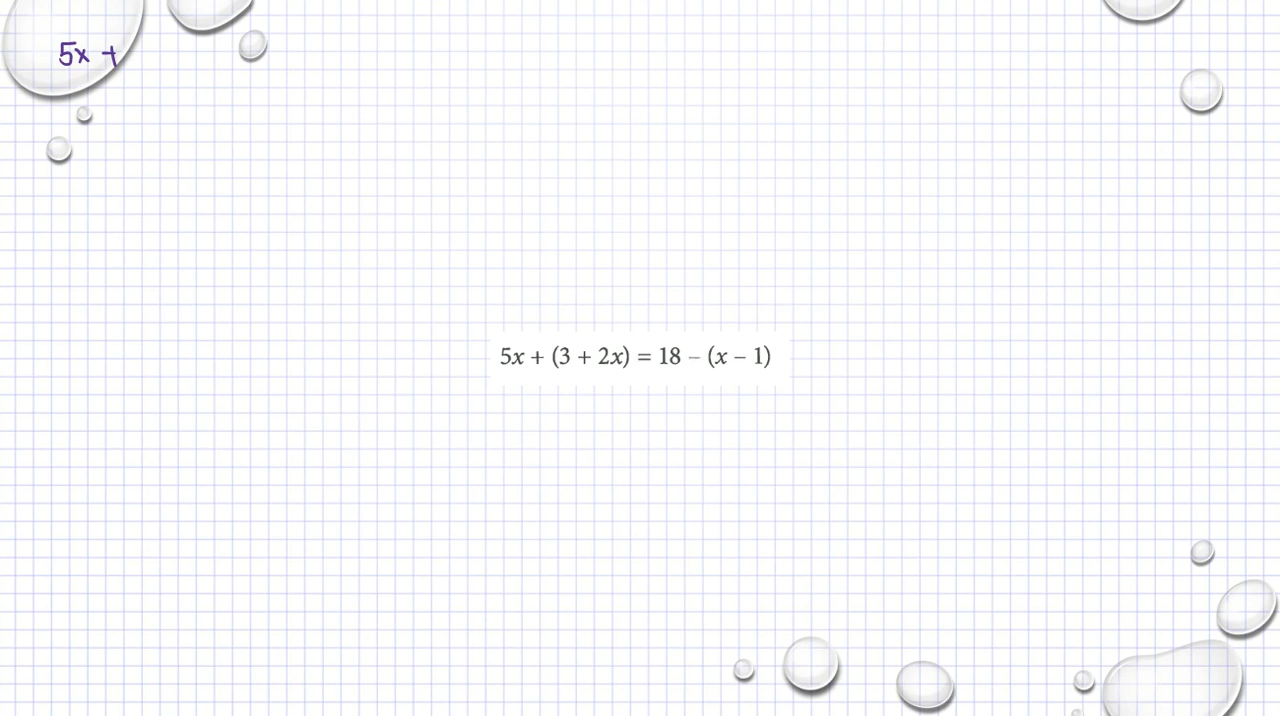 5x +
5x + (3 + 2x) = 18 – (x – 1)